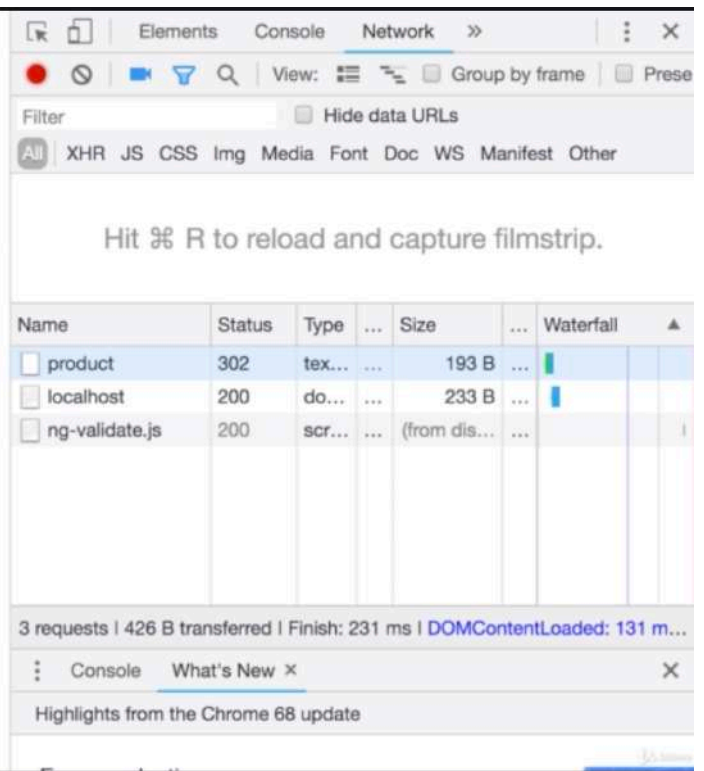 Elements Console Network »
View: Group by frame Prese
Filter Hide data URLs
All XHR JS CSS Img Media Font Doc WS Manifest Other
Hit ⌘ R to reload and capture filmstrip.
Name Status Type ... Size ... Waterfall
product 302 tex... ... 193 B ...
localhost 200 do... ... 233 B ...
ng-validate.js 200 scr... ... (from dis... ...
3 requests | 426 B transferred | Finish: 231 ms | DOMContentLoaded: 131 m...
Console What's New ×
Highlights from the Chrome 68 update